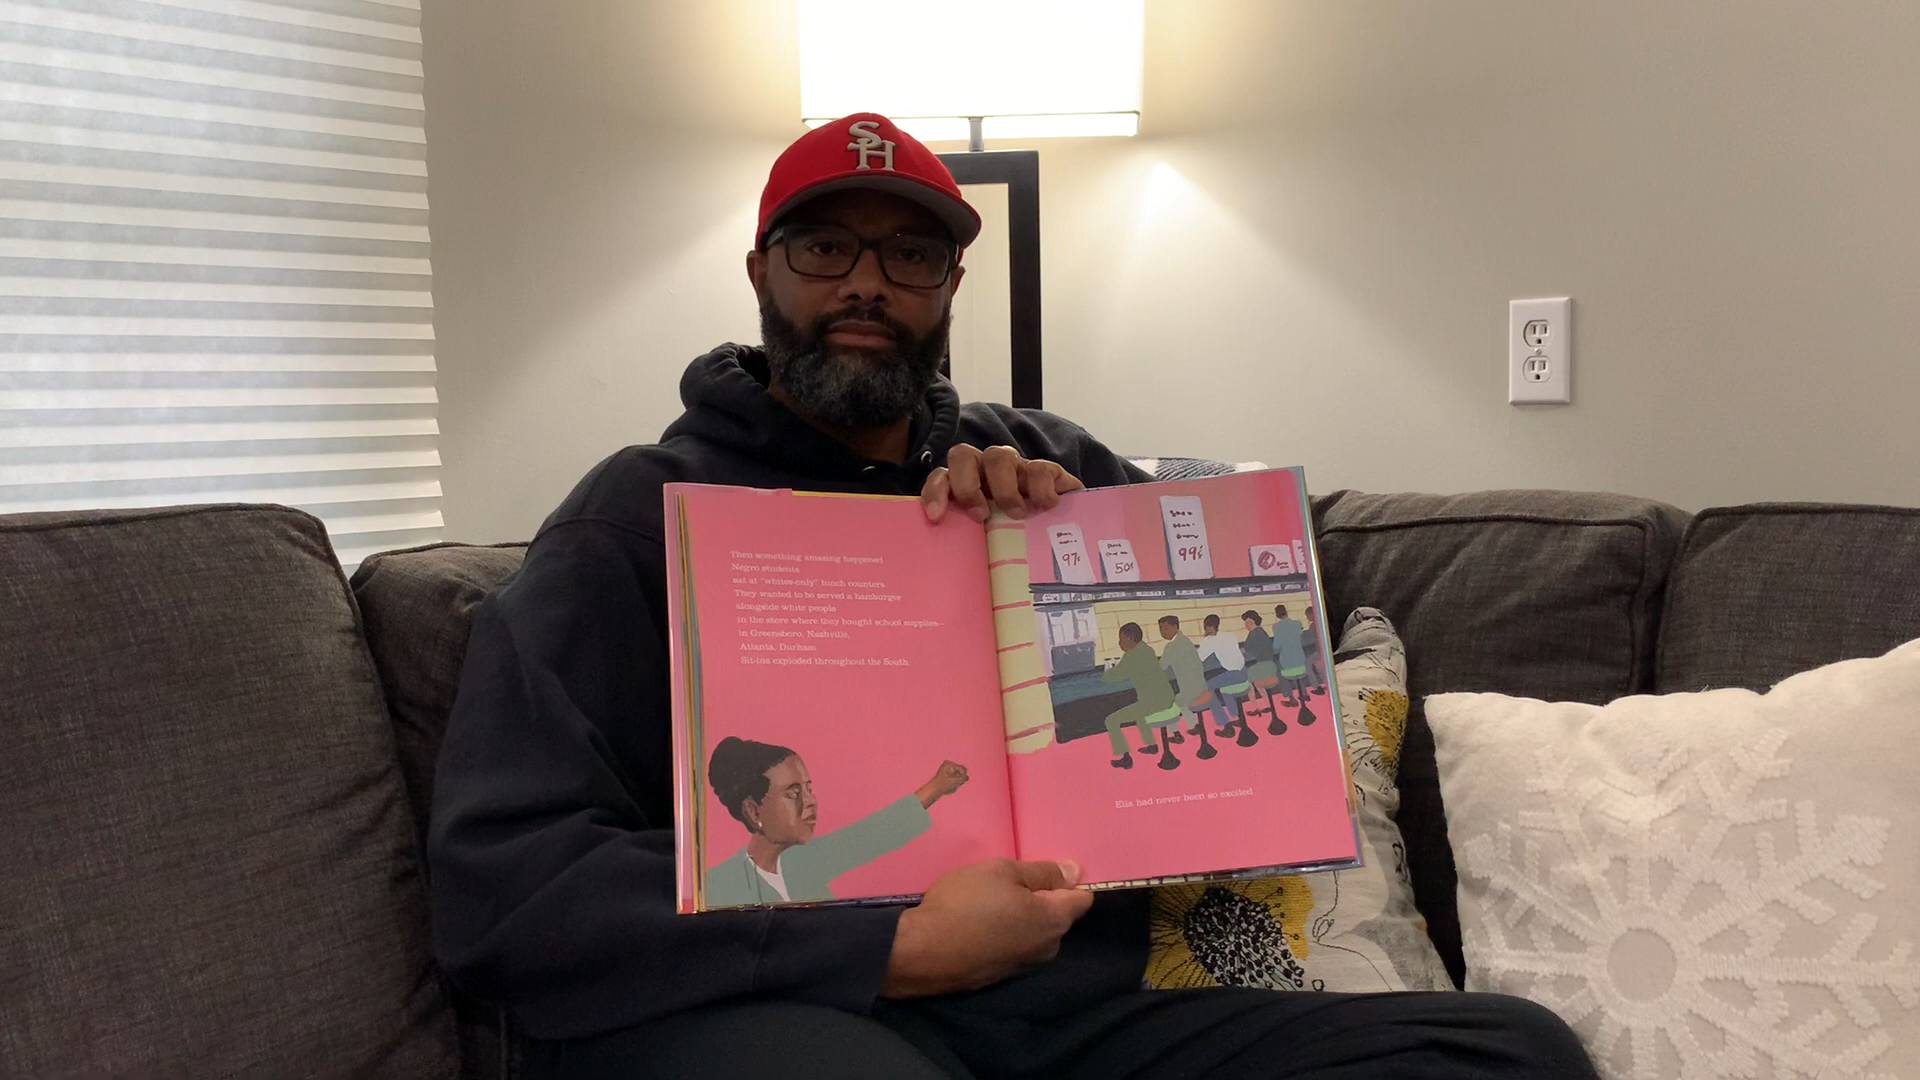 SH
Then something amazing happened
Negro students
sat at "whites-only" lunch counters.
They wanted to be served a hamburger
alongside white people
in the store where they bought school supplies—
in Greensboro, Nashville,
Atlanta, Durham
Sit-ins exploded throughout the South.
97¢
50¢
99¢
Ella had never been so excited